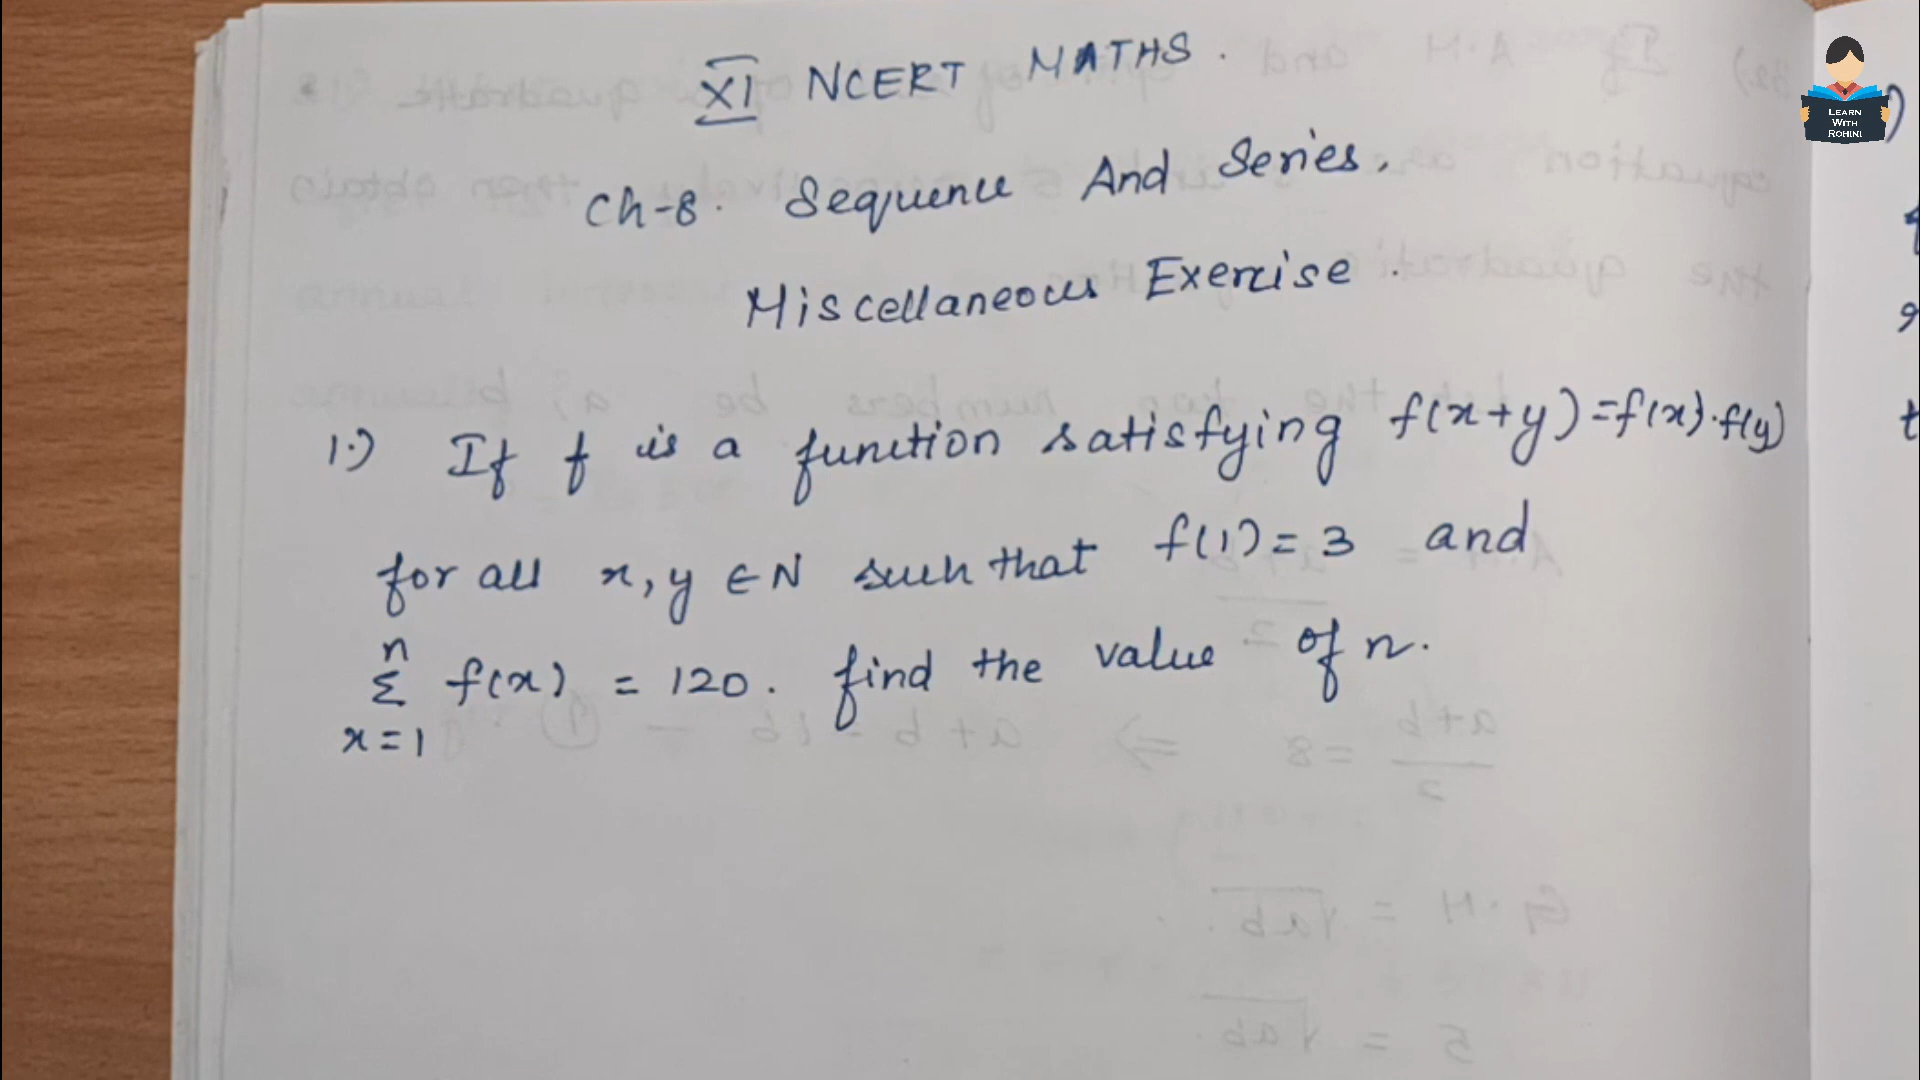 XI NCERT MATHS.
Ch-8. Sequence And Series.
Miscellaneous Exercise.
1.) If f is a function satisfying f(x+y)=f(x).f(y)
for all x, y ∈ N such that f(1)=3 and
n
Σ f(x) = 120. find the value of n.
x=1
LEARN
WITH
ROHINI